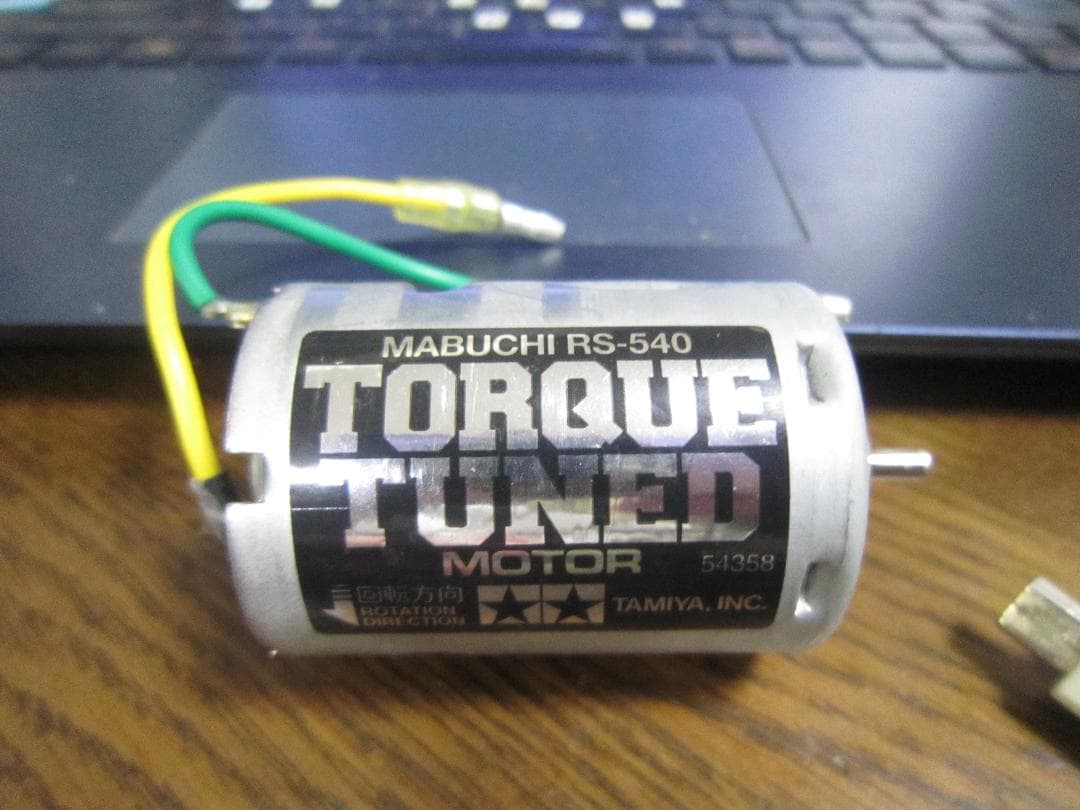 MABUCHI RS-540
TORQUE
TUNED
MOTOR
54358
回転方向
ROTATION
DIRECTION
TAMIYA, INC.